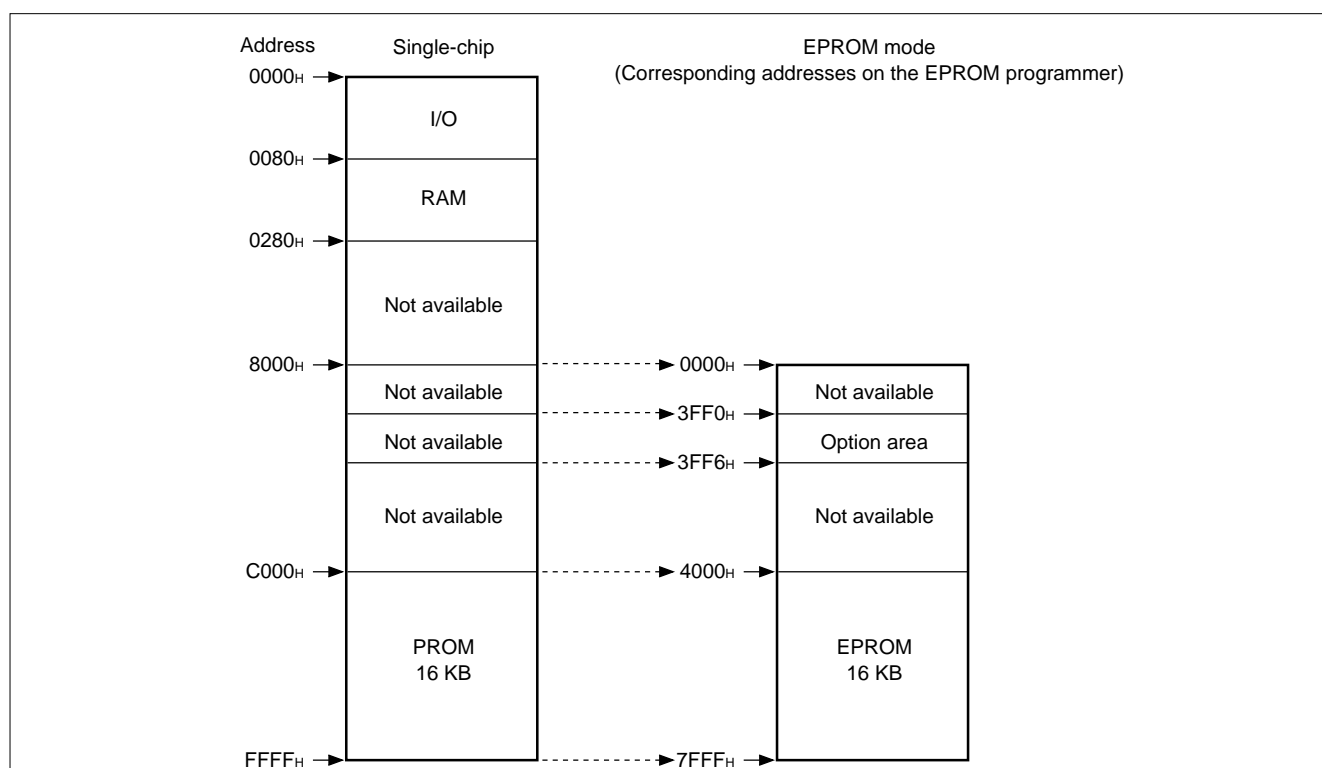 Address Single-chip EPROM mode
(Corresponding addresses on the EPROM programmer)
0000H
I/O
0080H
RAM
0280H
Not available
8000H 0000H
Not available Not available
3FF0H
Not available Option area
3FF6H
Not available Not available
C000H 4000H
PROM EPROM
16 KB 16 KB
FFFFH 7FFFH